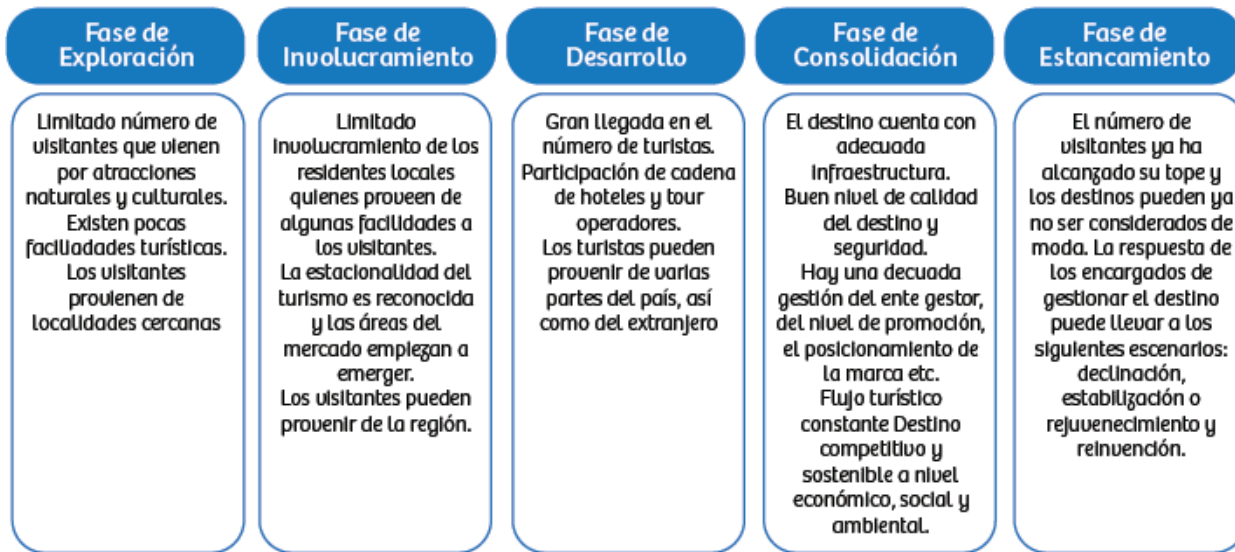 Fase de
Exploración
Limitado número de
visitantes que vienen
por atracciones
naturales y culturales.
Existen pocas
faciliadades turísticas.
Los visitantes
provienen de
localidades cercanas
Fase de
Involucramiento
Limitado
involucramiento de los
residentes locales
quienes proveen de
algunas facilidades a
los visitantes.
La estacionalidad del
turismo es reconocida
y las áreas del
mercado empiezan a
emerger.
Los visitantes pueden
provenir de la región.
Fase de
Desarrollo
Gran llegada en el
número de turistas.
Participación de cadena
de hoteles y tour
operadores.
Los turistas pueden
provenir de varias
partes del país, así
como del extranjero
Fase de
Consolidación
El destino cuenta con
adecuada
infraestructura.
Buen nivel de calidad
del destino y
seguridad.
Hay una decuada
gestión del ente gestor,
del nivel de promoción,
el posicionamiento de
la marca etc.
Flujo turístico
constante Destino
competitivo y
sostenible a nivel
económico, social y
ambiental.
Fase de
Estancamiento
El número de
visitantes ya ha
alcanzado su tope y
los destinos pueden ya
no ser considerados de
moda. La respuesta de
los encargados de
gestionar el destino
puede llevar a los
siguientes escenarios:
declinación,
estabilización o
rejuvenecimiento y
reinvención.